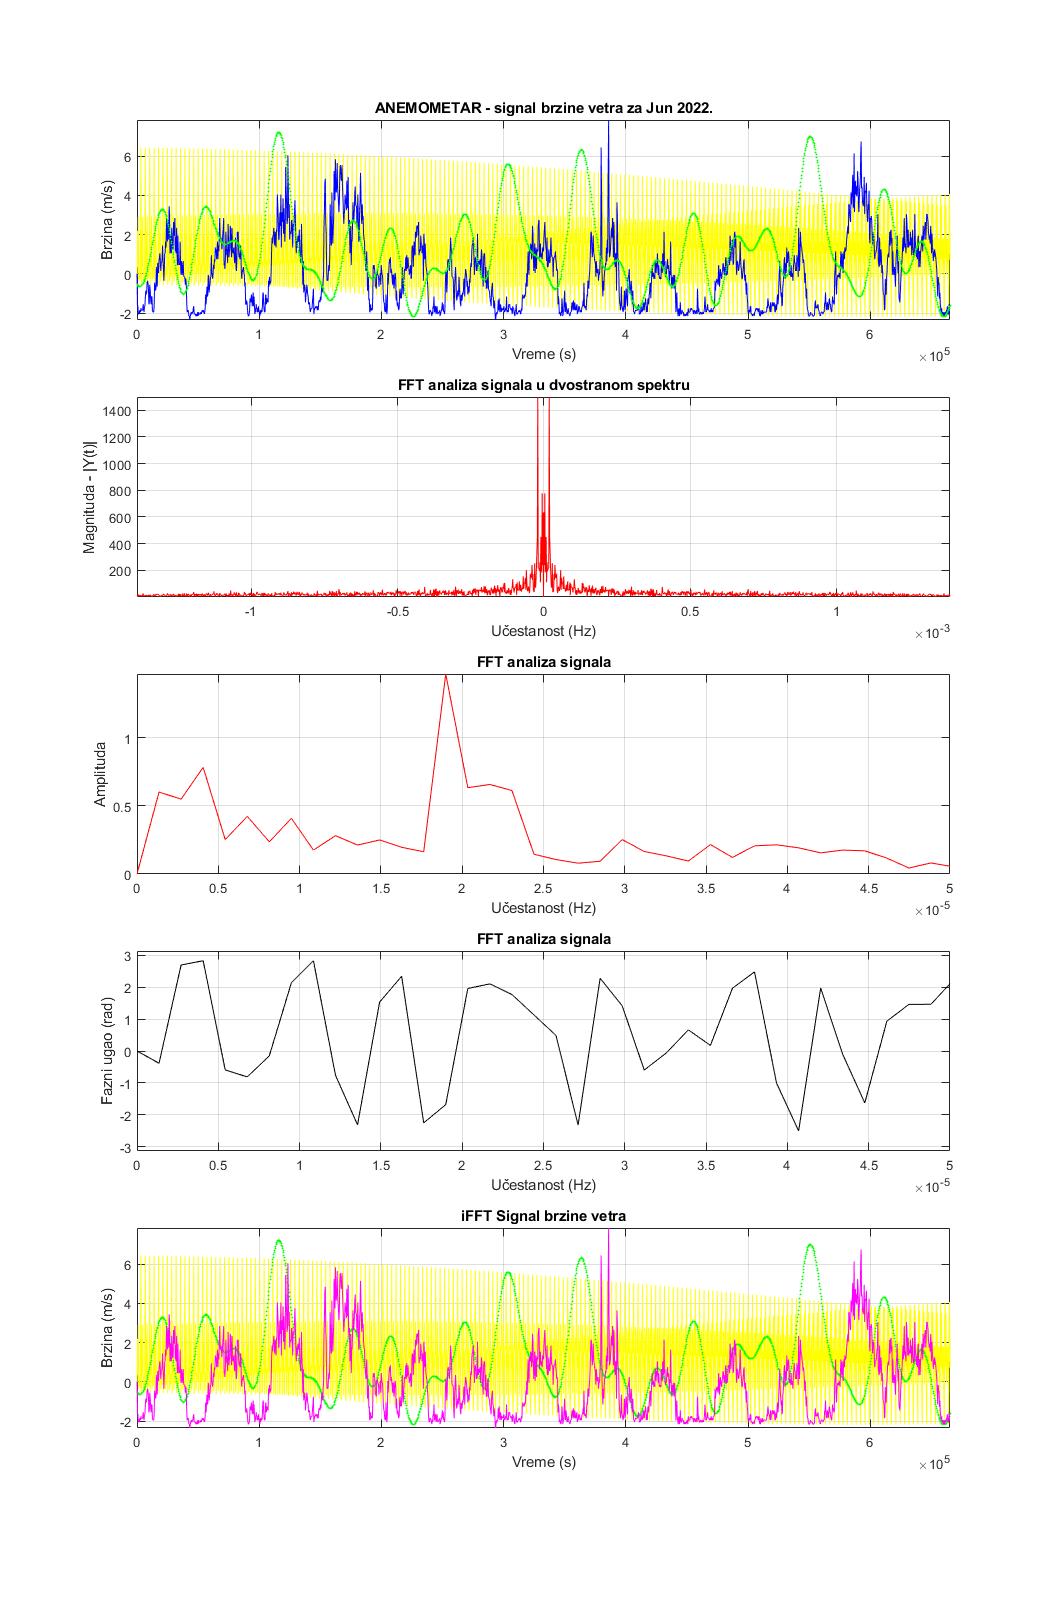 ANEMOMETAR - signal brzine vetra za Jun 2022.
Brzina (m/s)
6
4
2
0
-2
0 1 2 3 4 5 6
Vreme (s)
×10^5
FFT analiza signala u dvostranom spektru
Magnituda - |Y(t)|
1400
1200
1000
800
600
400
200
-1 -0.5 0 0.5 1
Učestanost (Hz)
×10^-3
FFT analiza signala
Amplituda
1
0.5
0
0 0.5 1 1.5 2 2.5 3 3.5 4 4.5 5
Učestanost (Hz)
×10^-5
FFT analiza signala
Fazni ugao (rad)
3
2
1
0
-1
-2
-3
0 0.5 1 1.5 2 2.5 3 3.5 4 4.5 5
Učestanost (Hz)
×10^-5
iFFT Signal brzine vetra
Brzina (m/s)
6
4
2
0
-2
0 1 2 3 4 5 6
Vreme (s)
×10^5